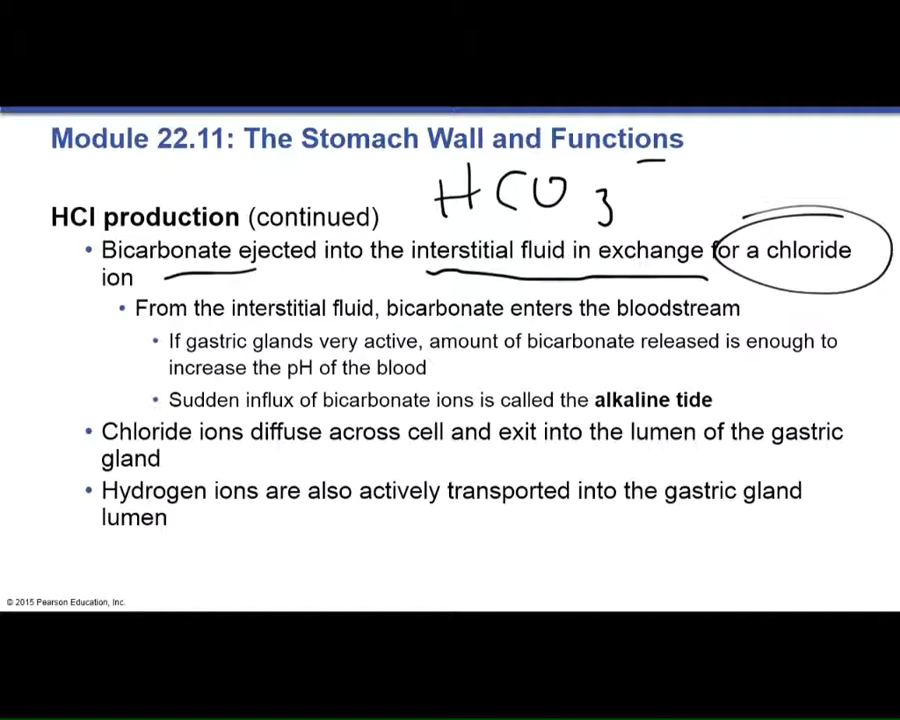 Module 22.11: The Stomach Wall and Functions
HCO3−
HCl production (continued)
• Bicarbonate ejected into the interstitial fluid in exchange for a chloride
ion
• From the interstitial fluid, bicarbonate enters the bloodstream
• If gastric glands very active, amount of bicarbonate released is enough to
increase the pH of the blood
• Sudden influx of bicarbonate ions is called the alkaline tide
• Chloride ions diffuse across cell and exit into the lumen of the gastric
gland
• Hydrogen ions are also actively transported into the gastric gland
lumen
© 2015 Pearson Education, Inc.